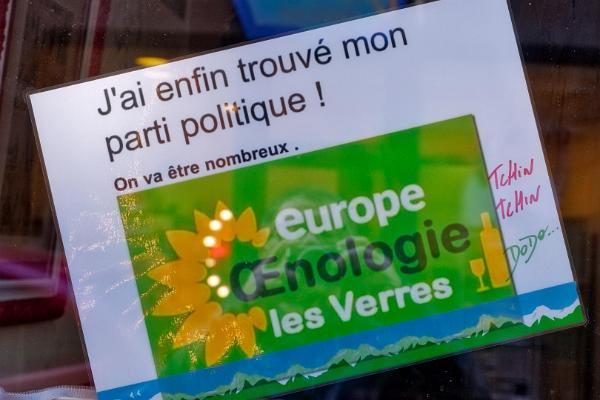 J'ai enfin trouvé mon
parti politique !
On va être nombreux .
europe
Œnologie
les Verres
TCHIN
TCHIN
DODO...